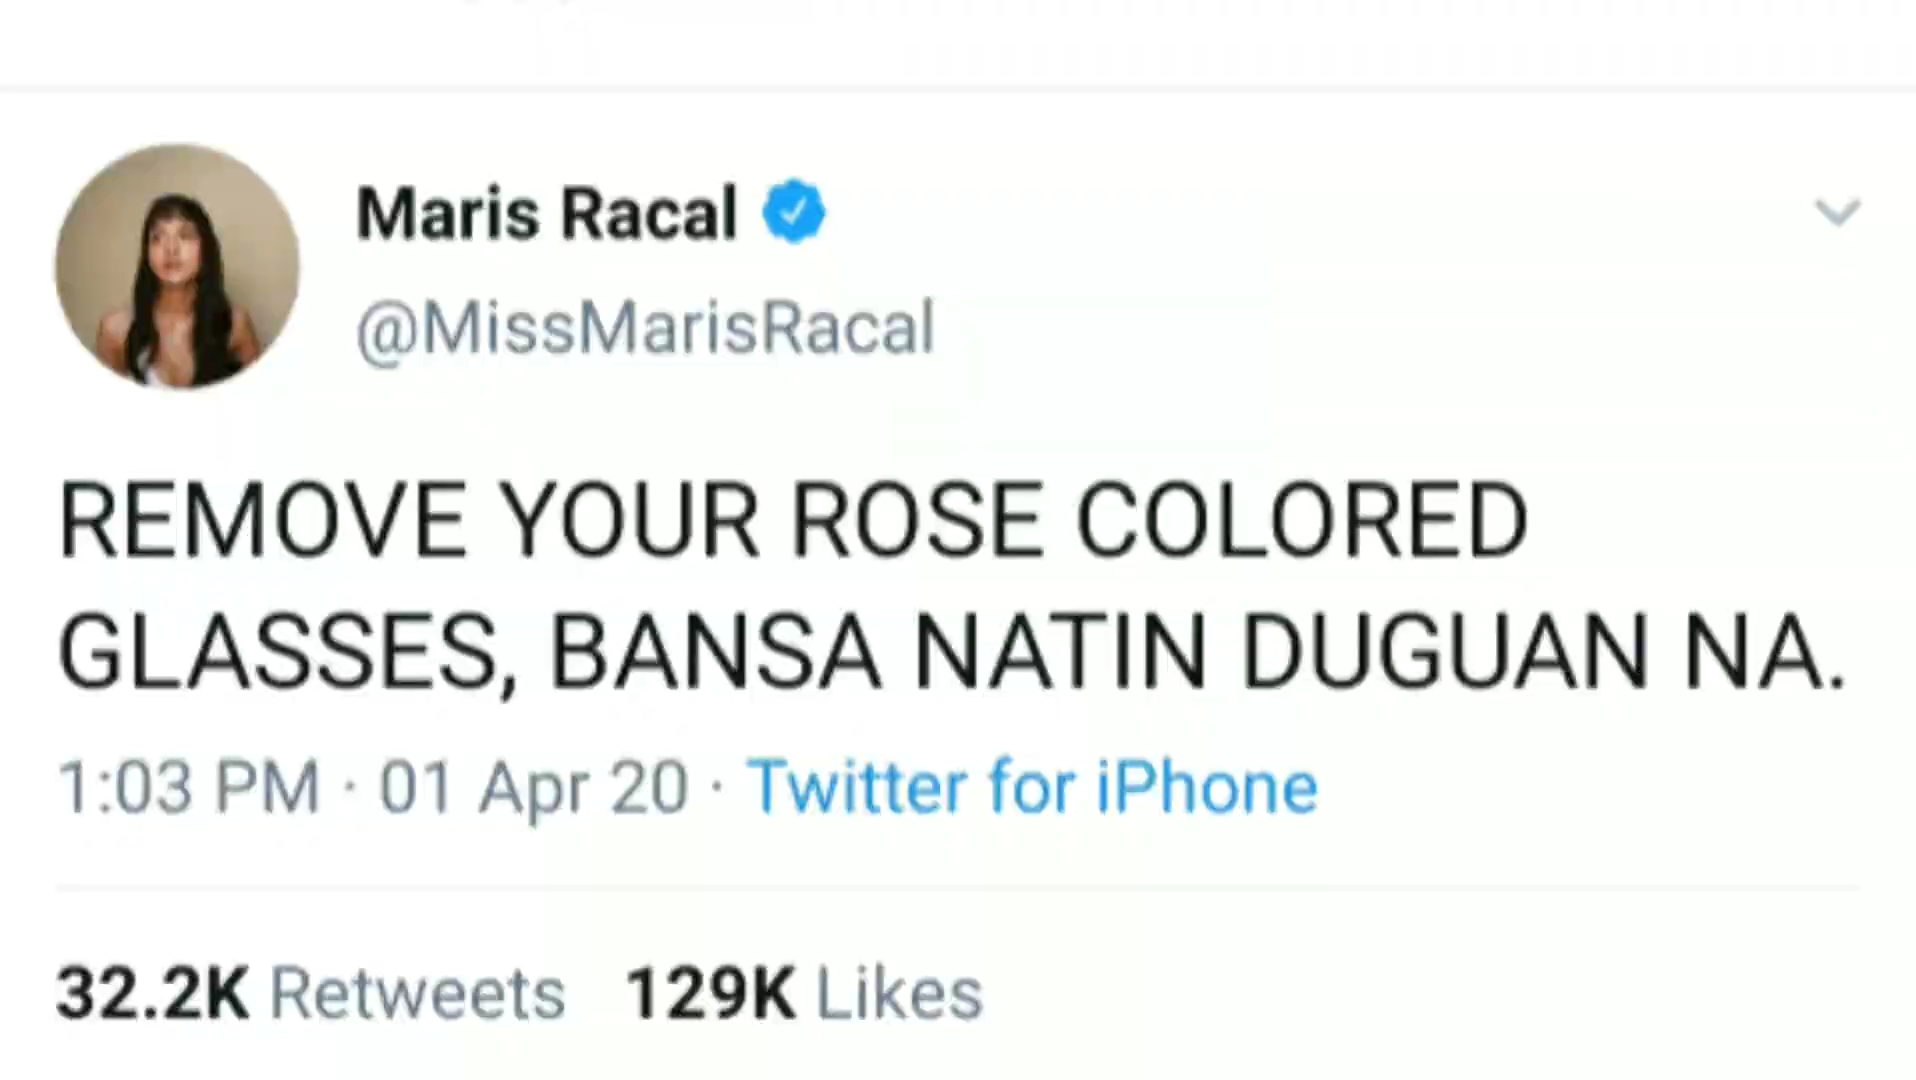 Maris Racal
@MissMarisRacal
REMOVE YOUR ROSE COLORED
GLASSES, BANSA NATIN DUGUAN NA.
1:03 PM · 01 Apr 20 · Twitter for iPhone
32.2K Retweets 129K Likes